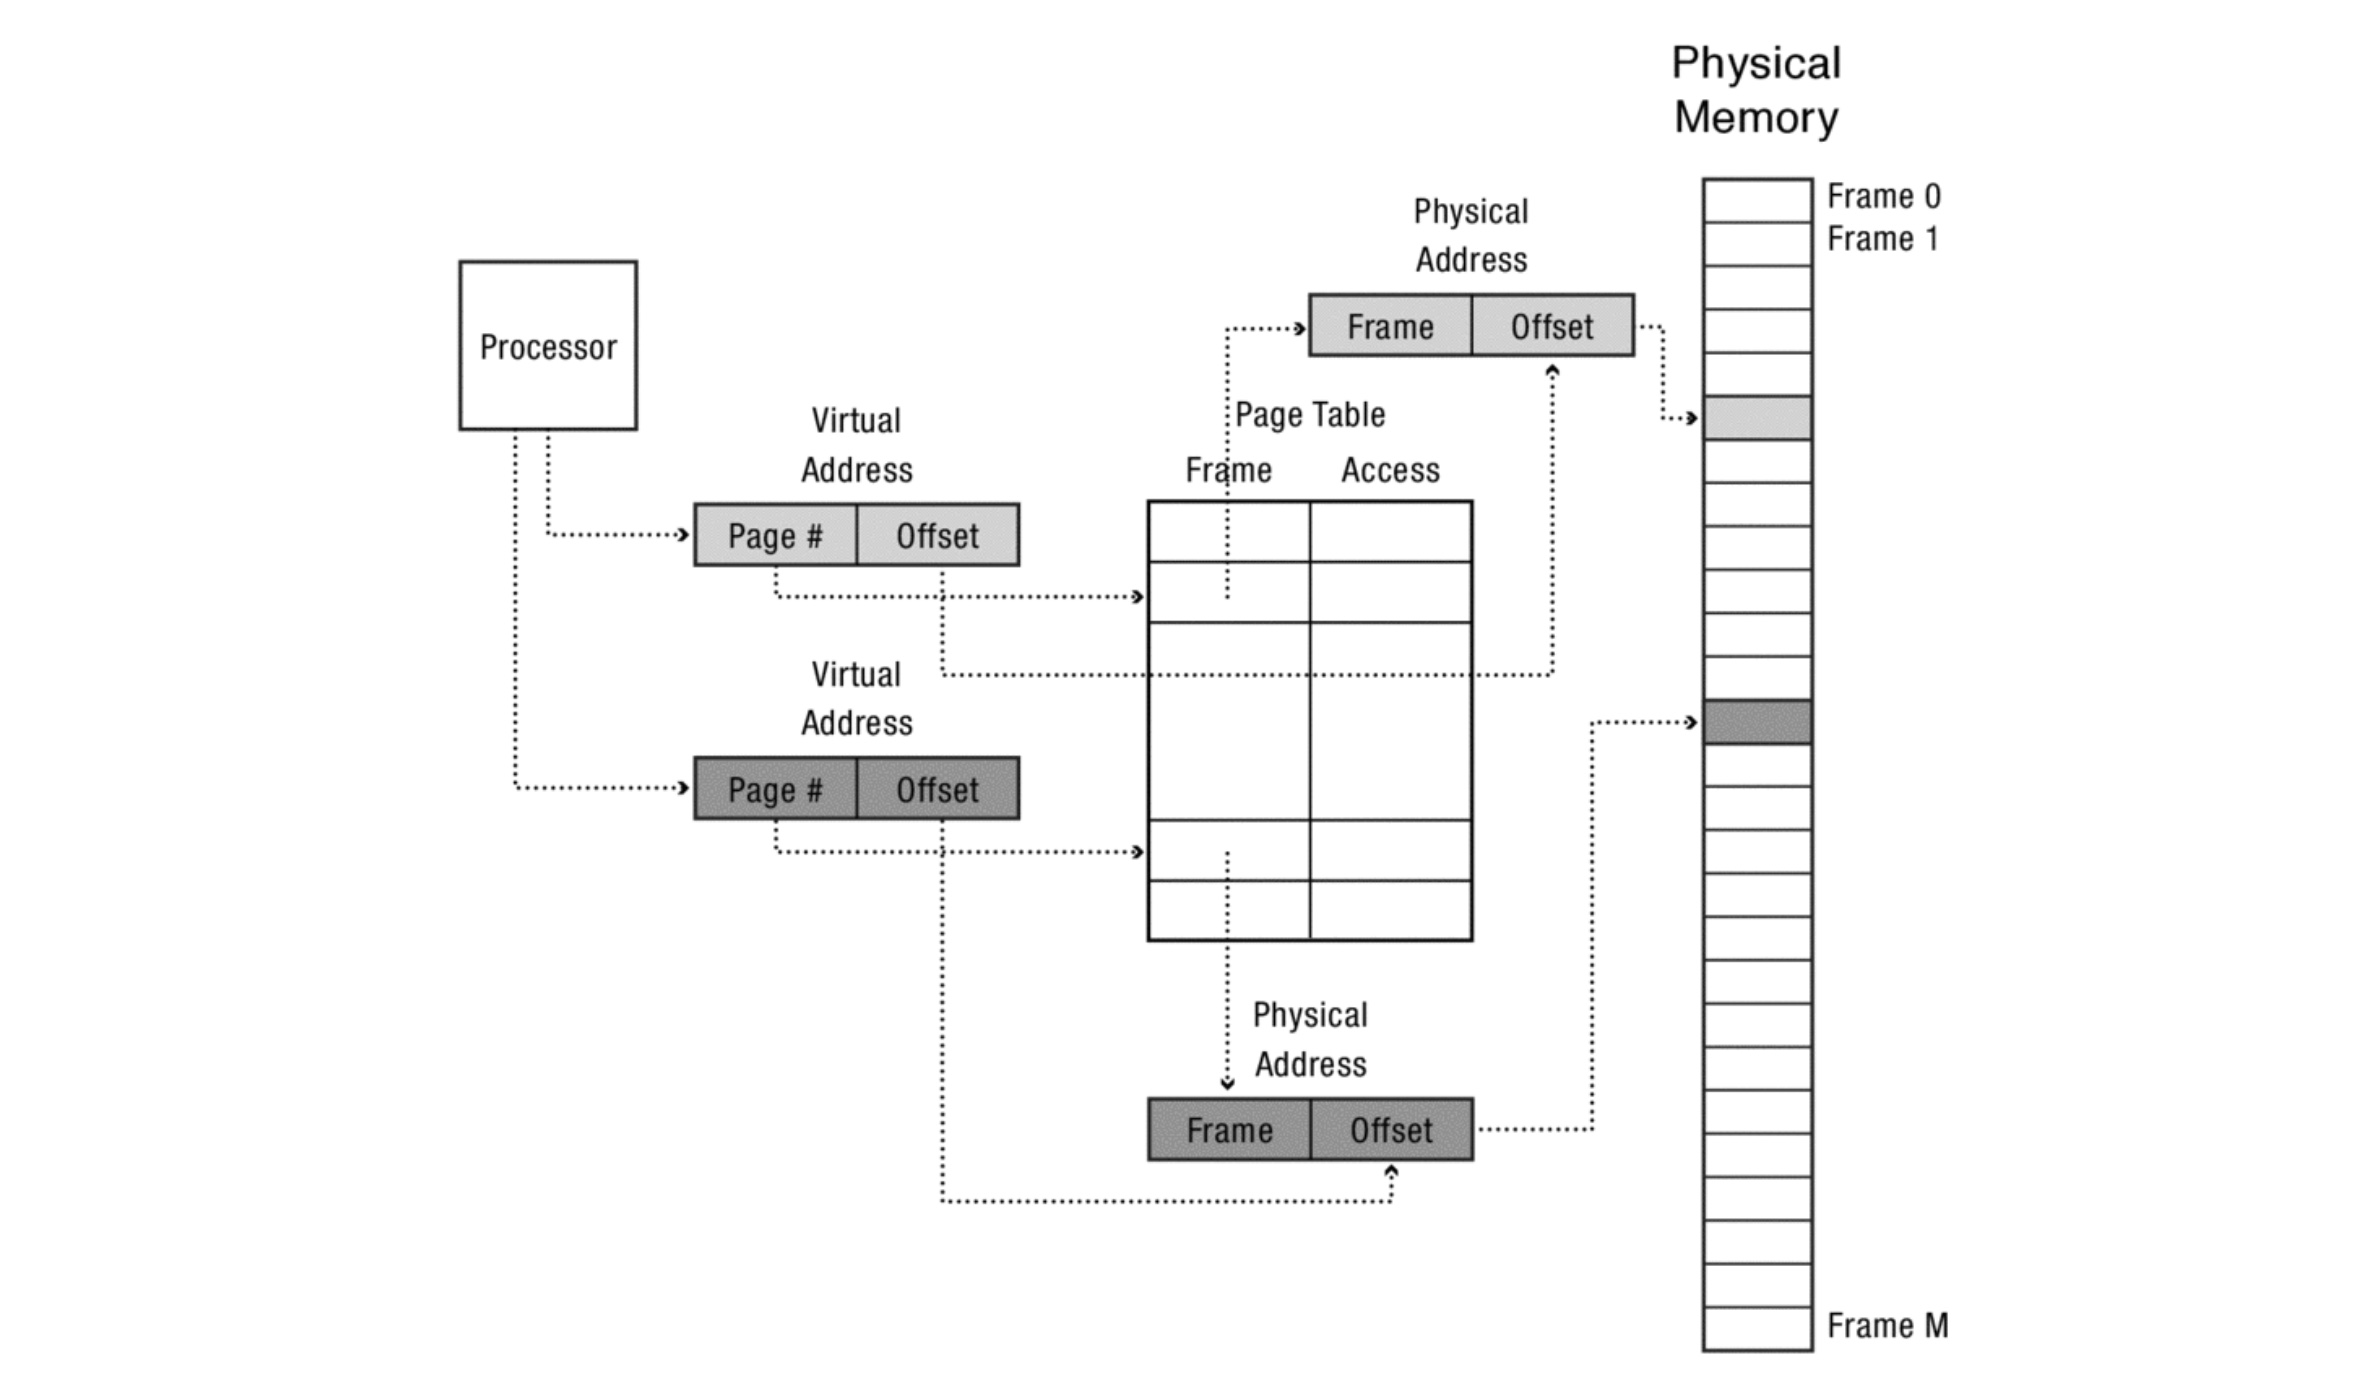 Physical
Memory
Frame 0
Frame 1
Physical
Address
Frame Offset
Processor
Page Table
Frame Access
Virtual
Address
Page # Offset
Virtual
Address
Page # Offset
Physical
Address
Frame Offset
Frame M